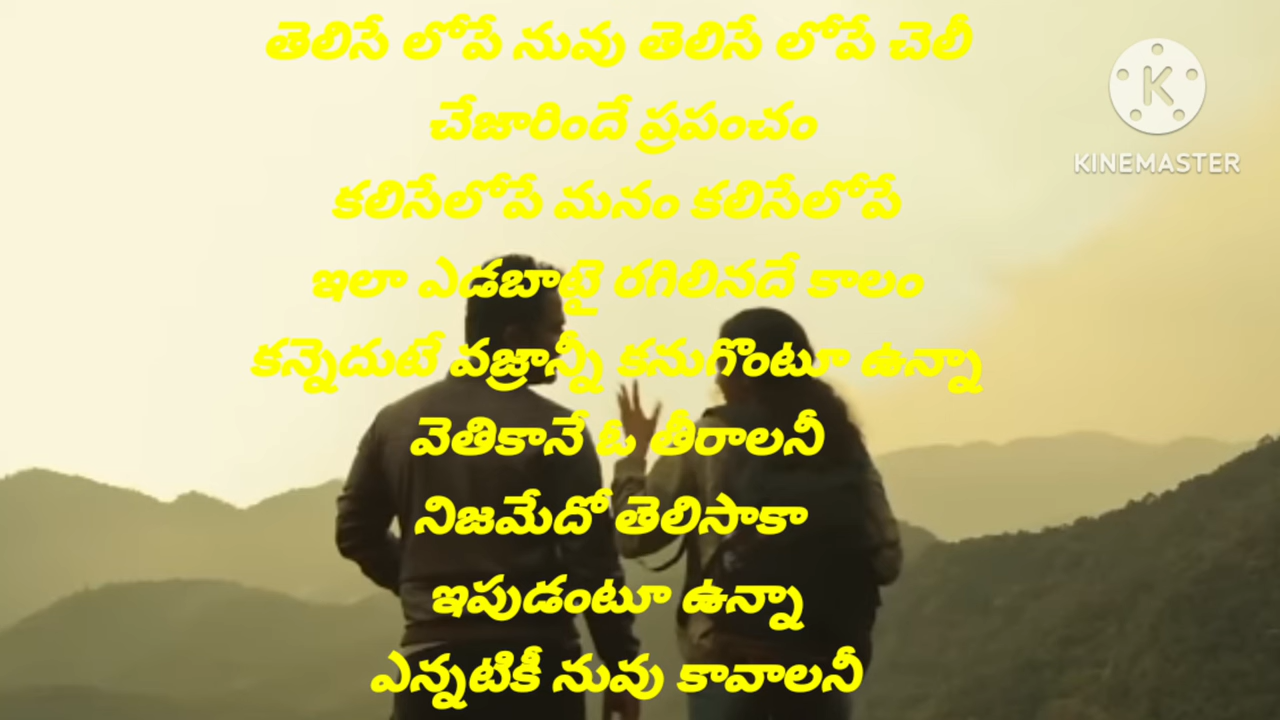 తెలిసే లోపే నువు తెలిసే లోపే చెలీ
చేజారిందే ప్రపంచం
కలిసేలోపే మనం కలిసేలోపే
ఇలా ఎడబాటై రగిలినదే కాలం
కన్నెదుటే వజ్రాన్నీ కనుగొంటూ ఉన్నా
వెతికానే ఓ తీరాలనీ
నిజమేదో తెలిసాకా
ఇపుడంటూ ఉన్నా
ఎన్నటికీ నువు కావాలనీ
K
KINEMASTER